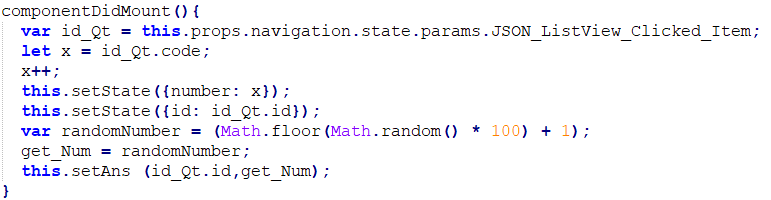 componentDidMount(){
  var id_Qt = this.props.navigation.state.params.JSON_ListView_Clicked_Item;
  let x = id_Qt.code;
  x++;
  this.setState({number: x});
  this.setState({id: id_Qt.id});
  var randomNumber = (Math.floor(Math.random() * 100) + 1);
  get_Num = randomNumber;
  this.setAns (id_Qt.id,get_Num);
}